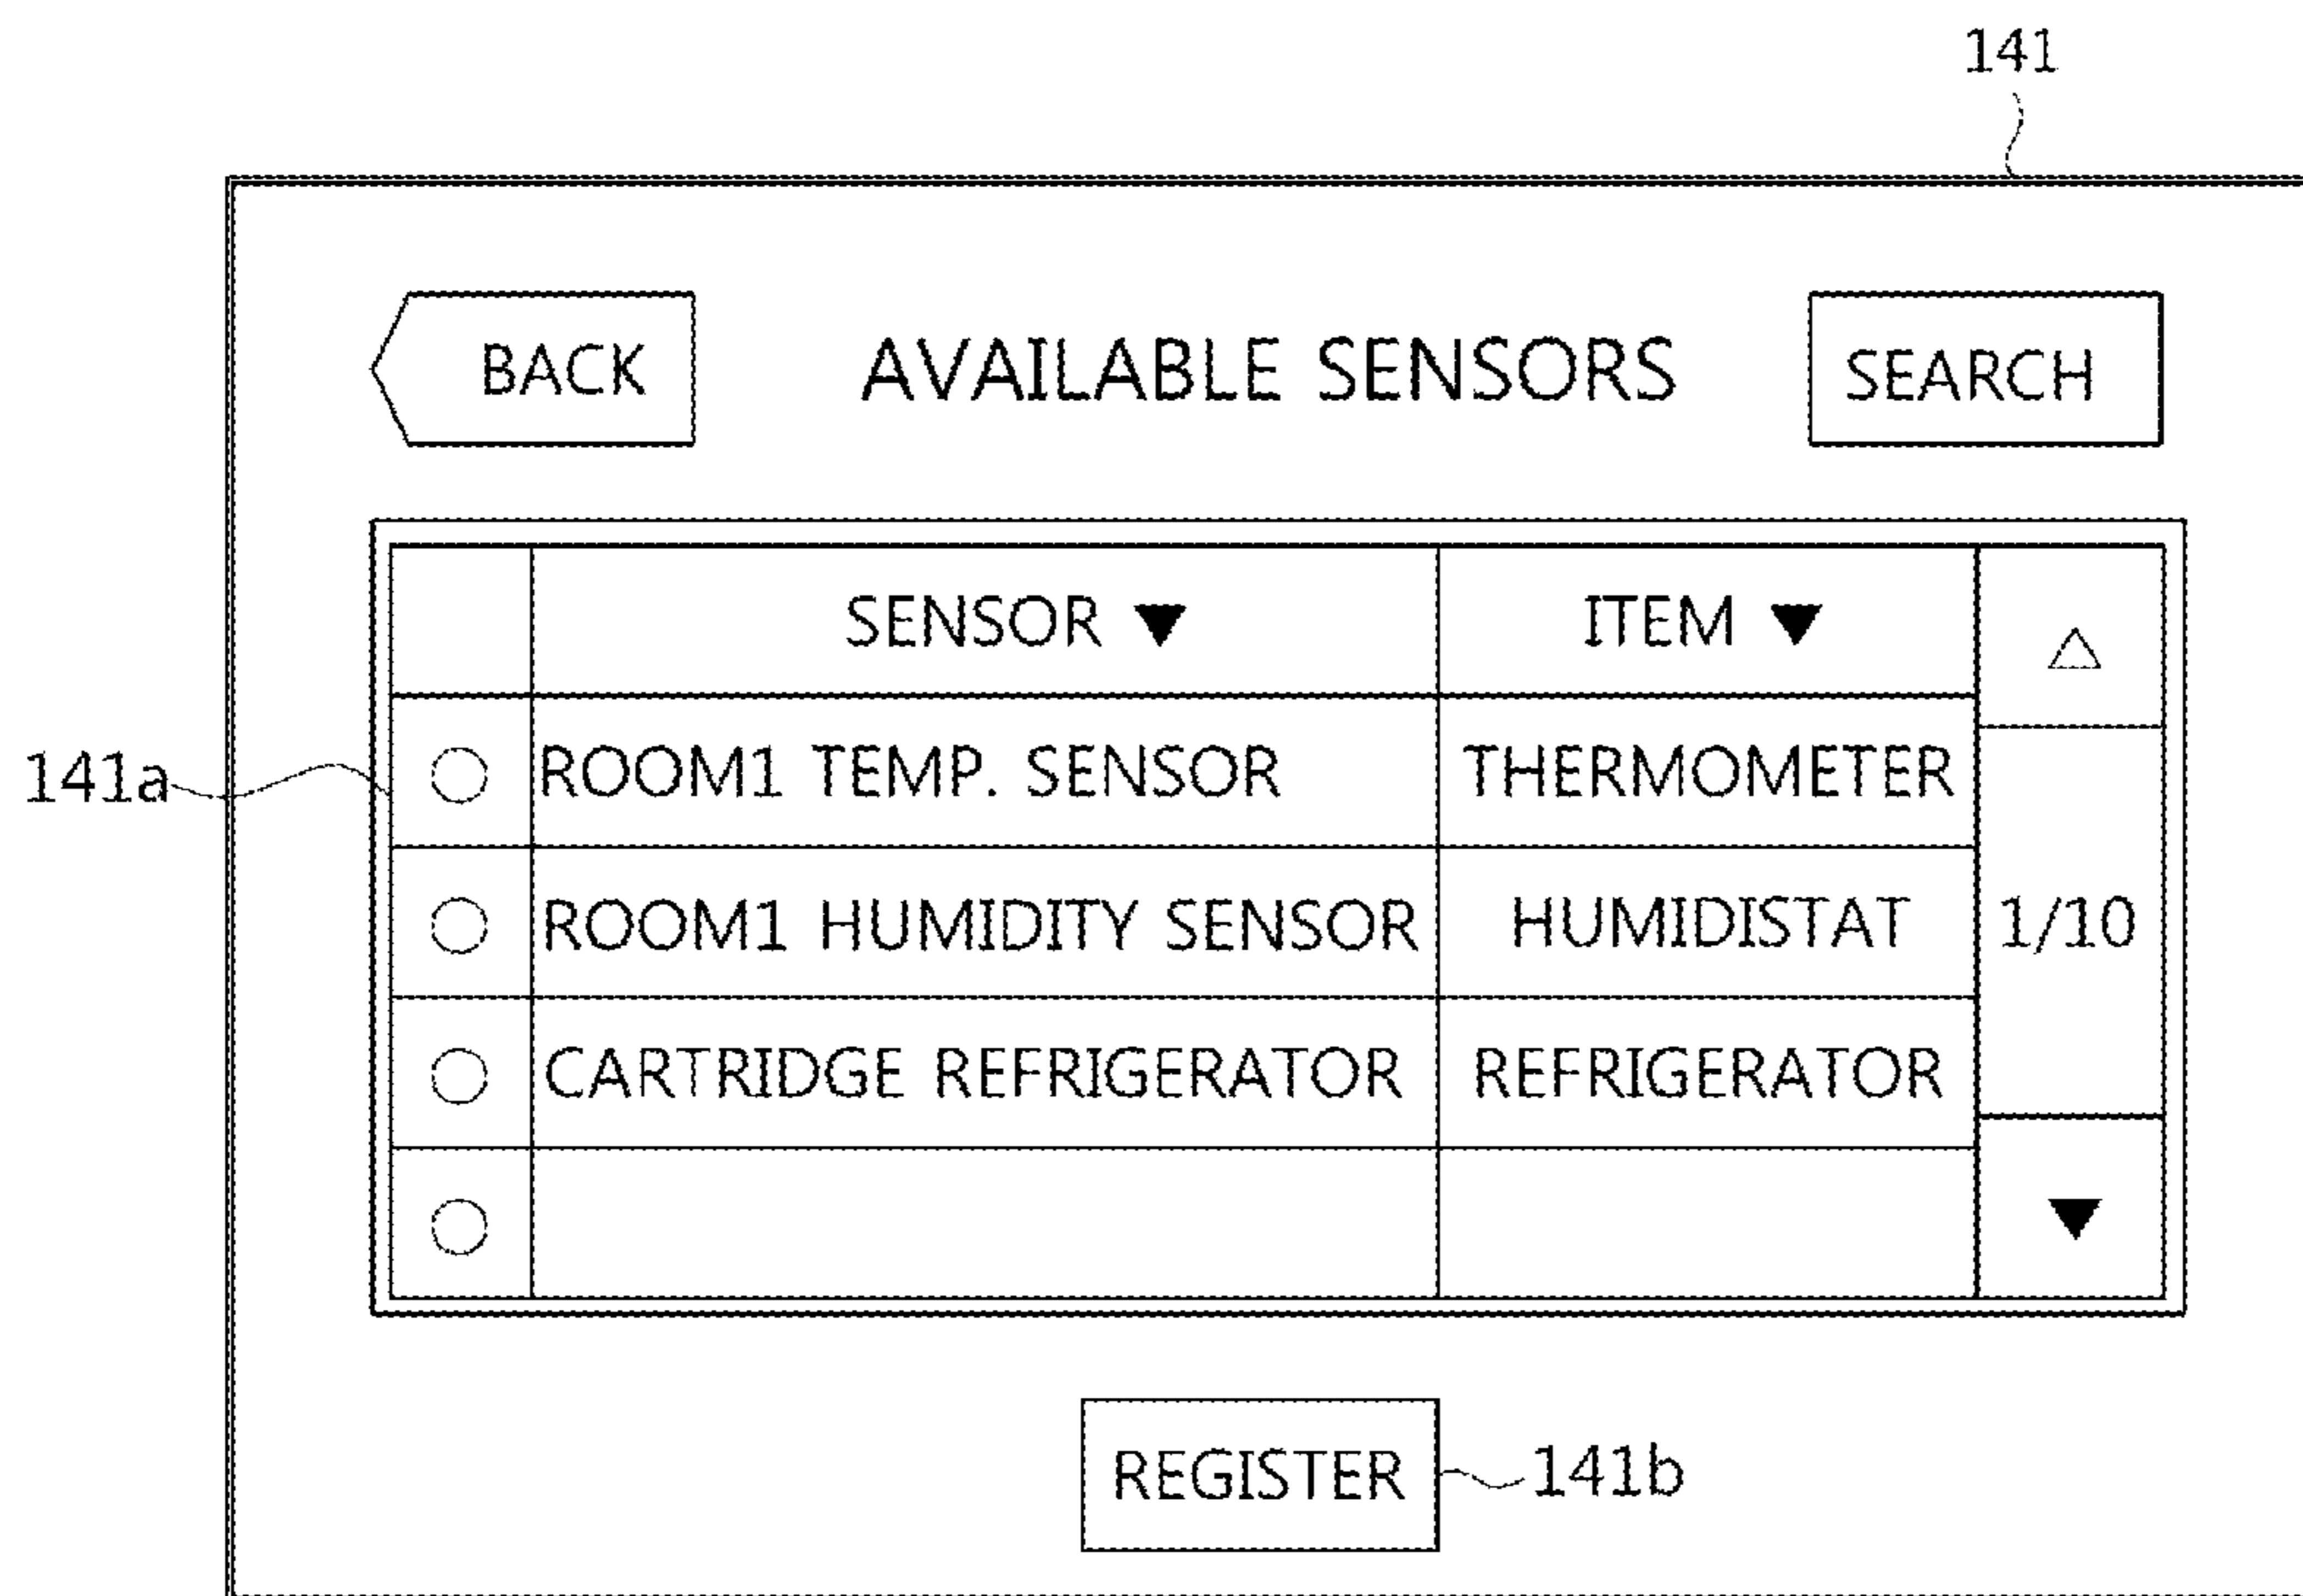 141
BACK AVAILABLE SENSORS SEARCH
SENSOR ▼ ITEM ▼
141a ROOM1 TEMP. SENSOR THERMOMETER
ROOM1 HUMIDITY SENSOR HUMIDISTAT 1/10
CARTRIDGE REFRIGERATOR REFRIGERATOR
REGISTER 141b